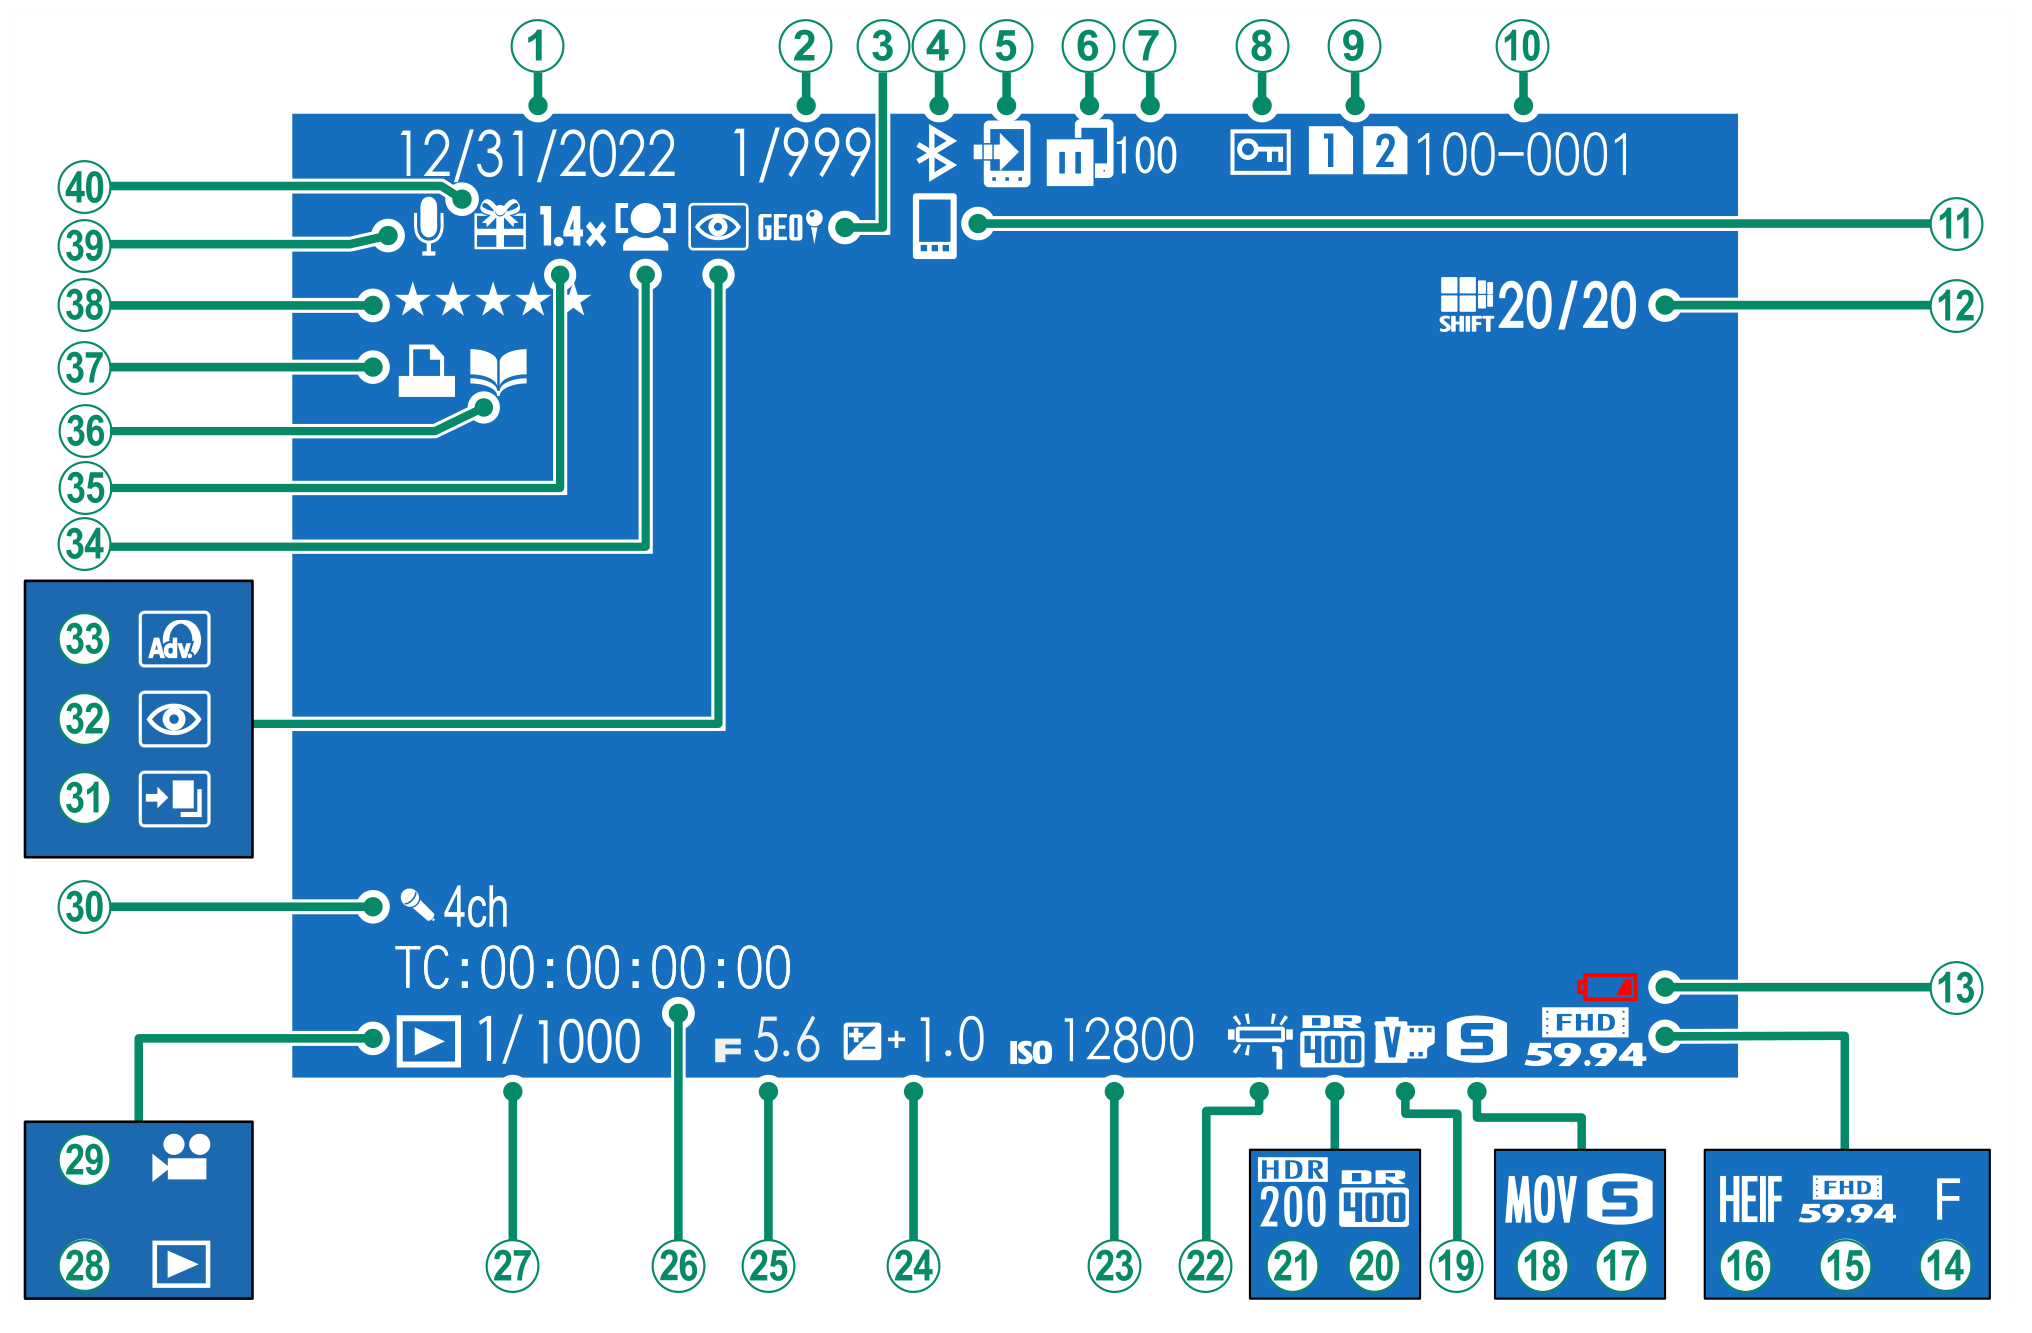 1 2 3 4 5 6 7 8 9 10
12/31/2022 1/999 100 1 2 100-0001
40 1.4x GEO 11
39
38 SHIFT 20/20 12
37
36
35
34
33 Adv.
32
31
30 4ch
TC:00:00:00:00
13
1/1000 F5.6 +1.0 ISO 12800 1 DR 400 V S FHD 59.94
29 HDR 200 DR 400 MOV S HEIF FHD 59.94 F
28 27 26 25 24 23 22 21 20 19 18 17 16 15 14